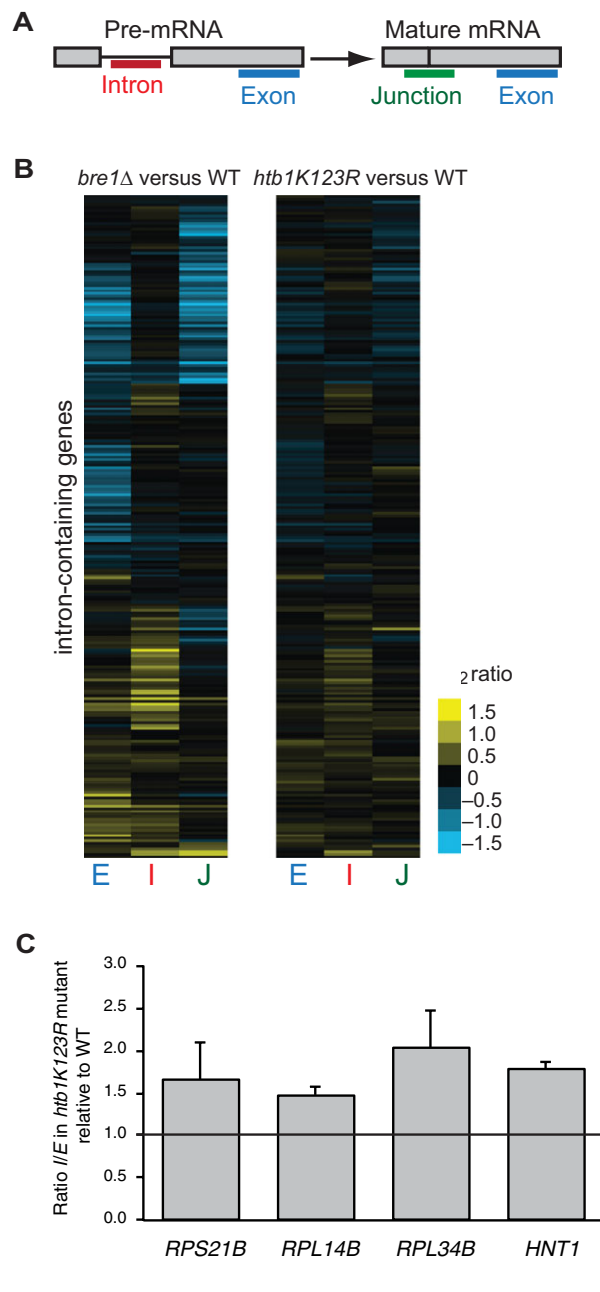 A
Pre-mRNA
Mature mRNA
Intron
Exon
Junction
Exon
B
bre1Δ versus WT
htb1K123R versus WT
intron-containing genes
2 ratio
1.5
1.0
0.5
0
–0.5
–1.0
–1.5
E
I
J
E
I
J
C
Ratio I/E in htb1K123R mutant
relative to WT
3.0
2.5
2.0
1.5
1.0
0.5
0.0
RPS21B
RPL14B
RPL34B
HNT1